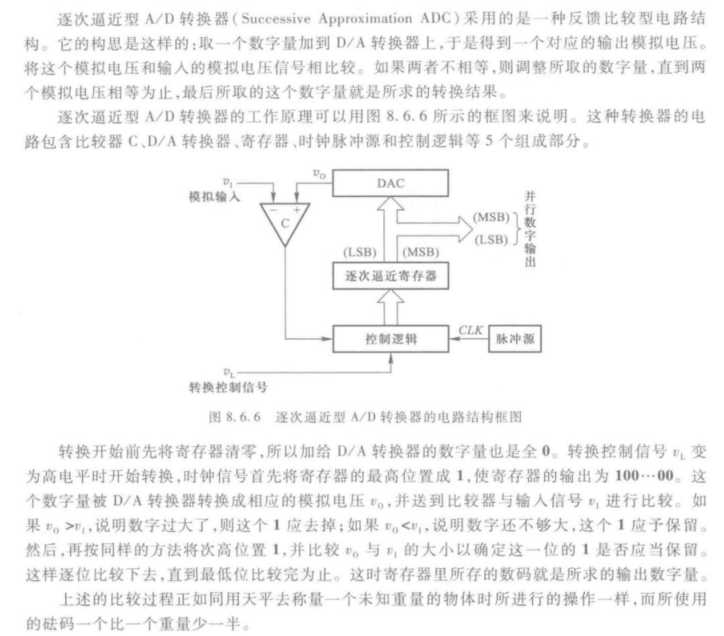 逐次逼近型 A/D 转换器(Successive Approximation ADC)采用的是一种反馈比较型电路结
构。它的构思是这样的:取一个数字量加到 D/A 转换器上,于是得到一个对应的输出模拟电压。
将这个模拟电压和输入的模拟电压信号相比较。如果两者不相等,则调整所取的数字量,直到两
个模拟电压相等为止,最后所取的这个数字量就是所求的转换结果。
逐次逼近型 A/D 转换器的工作原理可以用图 8.6.6 所示的框图来说明。这种转换器的电
路包含比较器 C、D/A 转换器、寄存器、时钟脉冲源和控制逻辑等 5 个组成部分。
v_I
模拟输入
v_O
DAC
- +
C
(MSB)
(LSB)
并行数字输出
(LSB) (MSB)
逐次逼近寄存器
控制逻辑
CLK
脉冲源
v_L
转换控制信号
图 8.6.6 逐次逼近型 A/D 转换器的电路结构框图
转换开始前先将寄存器清零,所以加给 D/A 转换器的数字量也是全 0。转换控制信号 v_L 变
为高电平时开始转换,时钟信号首先将寄存器的最高位置成 1,使寄存器的输出为 100…00。这
个数字量被 D/A 转换器转换成相应的模拟电压 v_O,并送到比较器与输入信号 v_I 进行比较。如
果 v_O >v_I,说明数字过大了,则这个 1 应去掉;如果 v_O<v_I,说明数字还不够大,这个 1 应予保留。
然后,再按同样的方法将次高位置 1,并比较 v_O 与 v_I 的大小以确定这一位的 1 是否应当保留。
这样逐位比较下去,直到最低位比较完为止。这时寄存器里所存的数码就是所求的输出数字量。
上述的比较过程正如同用天平去称量一个未知重量的物体时所进行的操作一样,而所使用
的砝码一个比一个重量少一半。